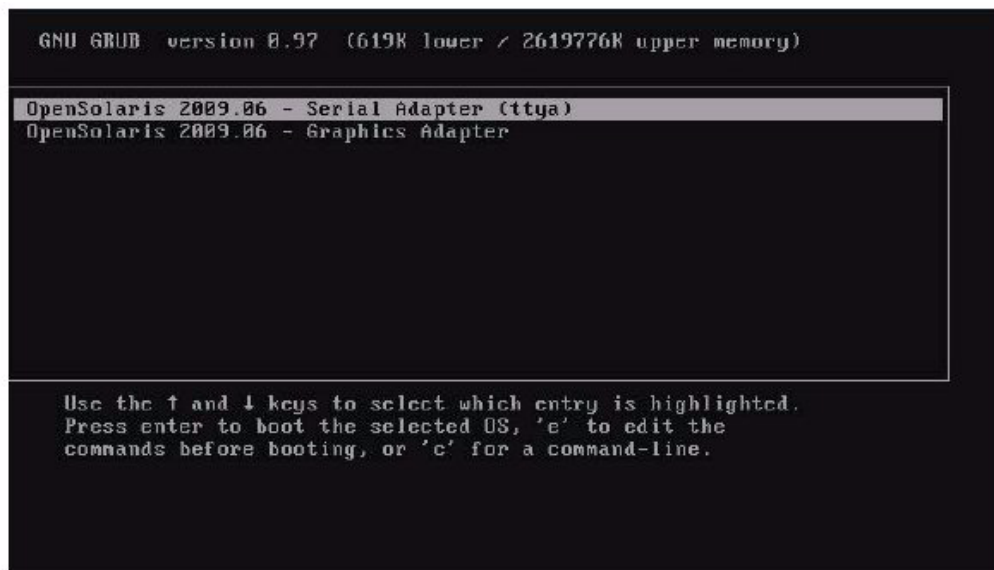 GNU GRUB version 0.97 (619K lower / 2619776K upper memory)
OpenSolaris 2009.06 - Serial Adapter (ttya)
OpenSolaris 2009.06 - Graphics Adapter
Use the ↑ and ↓ keys to select which entry is highlighted.
Press enter to boot the selected OS, 'e' to edit the
commands before booting, or 'c' for a command-line.